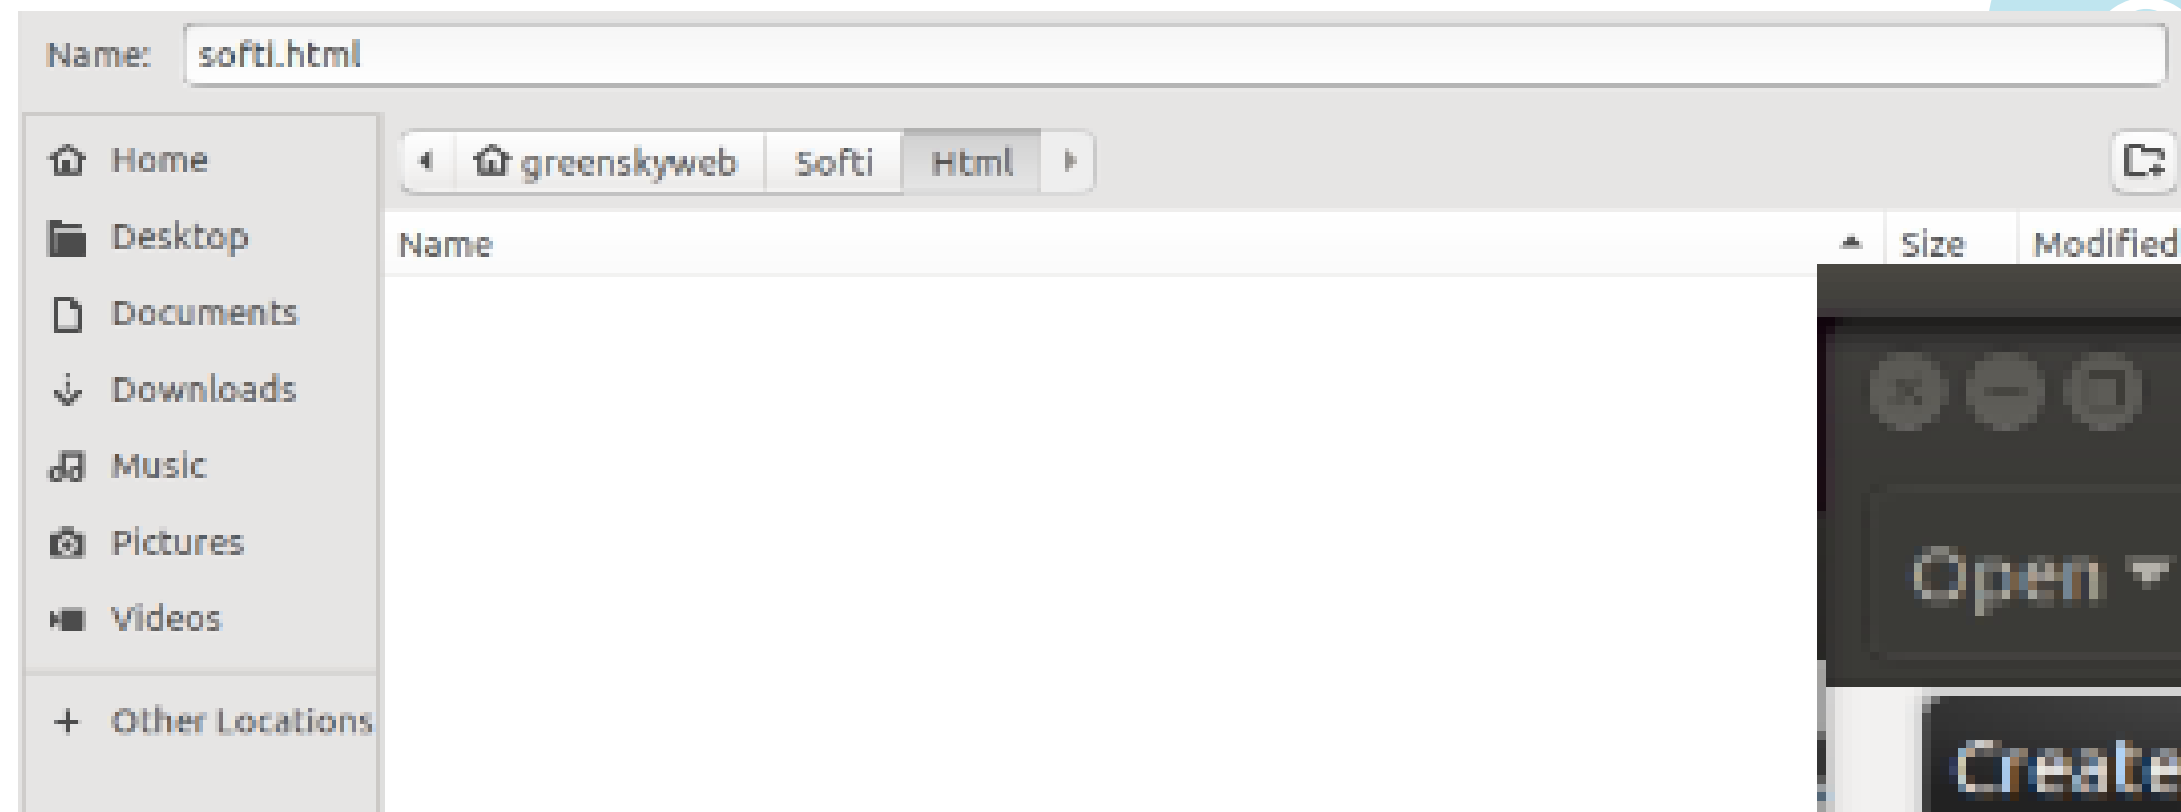 Name: softi.html
Home
greenskyweb Softi Html
Desktop
Name Size Modified
Documents
Downloads
Music
Pictures
Videos
Other Locations
Open
Create